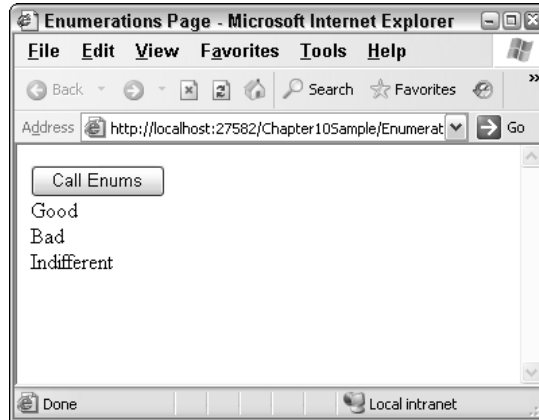 Enumerations Page - Microsoft Internet Explorer
File Edit View Favorites Tools Help
Back Search Favorites »
Address http://localhost:27582/Chapter10Sample/Enumerat Go
Call Enums
Good
Bad
Indifferent
Done Local intranet